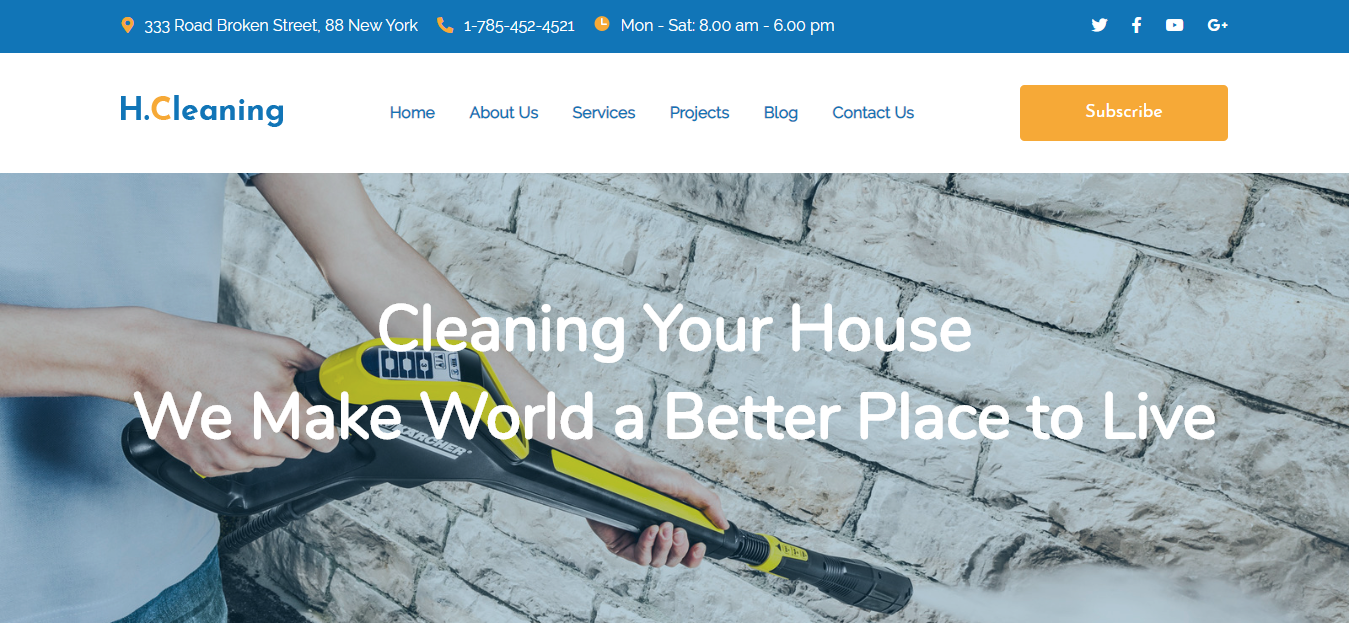 333 Road Broken Street, 88 New York 1-785-452-4521 Mon - Sat: 8.00 am - 6.00 pm
H.Cleaning Home About Us Services Projects Blog Contact Us Subscribe
Cleaning Your House
We Make World a Better Place to Live
KÄRCHER